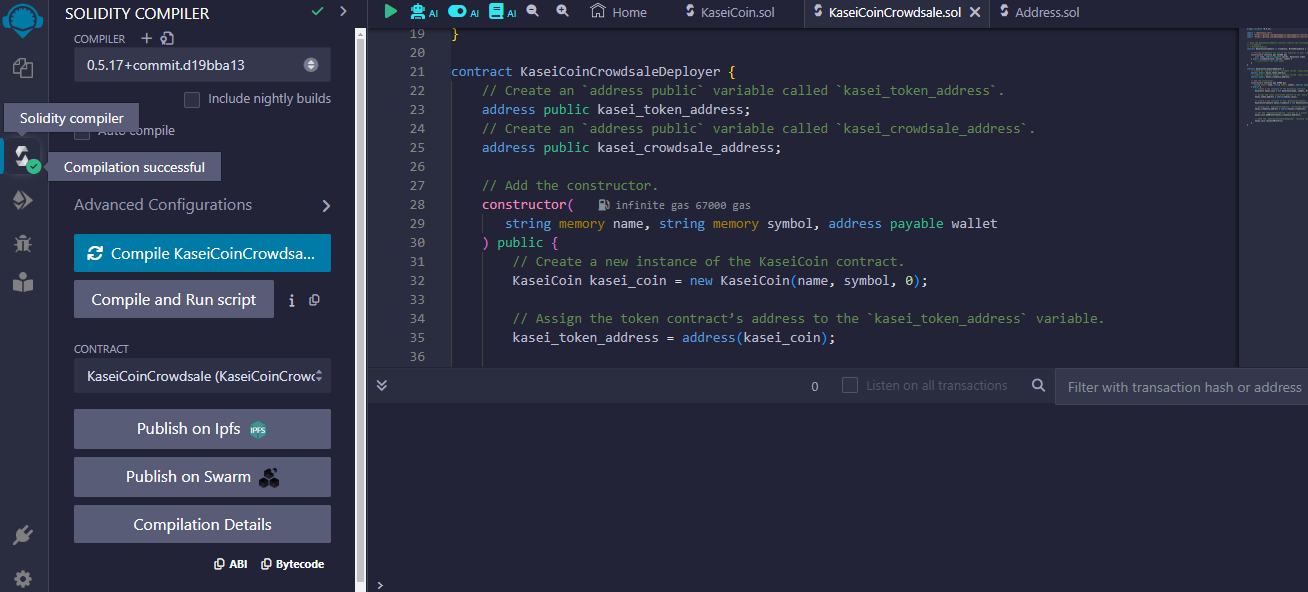 SOLIDITY COMPILER
COMPILER
0.5.17+commit.d19bba13
Include nightly builds
Solidity compiler
Auto compile
Compilation successful
Advanced Configurations
Compile KaseiCoinCrowdsa...
Compile and Run script
i
CONTRACT
KaseiCoinCrowdsale (KaseiCoinCrow
Publish on Ipfs IPFS
Publish on Swarm
Compilation Details
ABI Bytecode
AI AI AI Home KaseiCoin.sol KaseiCoinCrowdsale.sol Address.sol
19 }
20
21 contract KaseiCoinCrowdsaleDeployer {
22 // Create an `address public` variable called `kasei_token_address`.
23 address public kasei_token_address;
24 // Create an `address public` variable called `kasei_crowdsale_address`.
25 address public kasei_crowdsale_address;
26
27 // Add the constructor.
28 constructor( infinite gas 67000 gas
29 string memory name, string memory symbol, address payable wallet
30 ) public {
31 // Create a new instance of the KaseiCoin contract.
32 KaseiCoin kasei_coin = new KaseiCoin(name, symbol, 0);
33
34 // Assign the token contract’s address to the `kasei_token_address` variable.
35 kasei_token_address = address(kasei_coin);
36
0 Listen on all transactions Filter with transaction hash or address
>